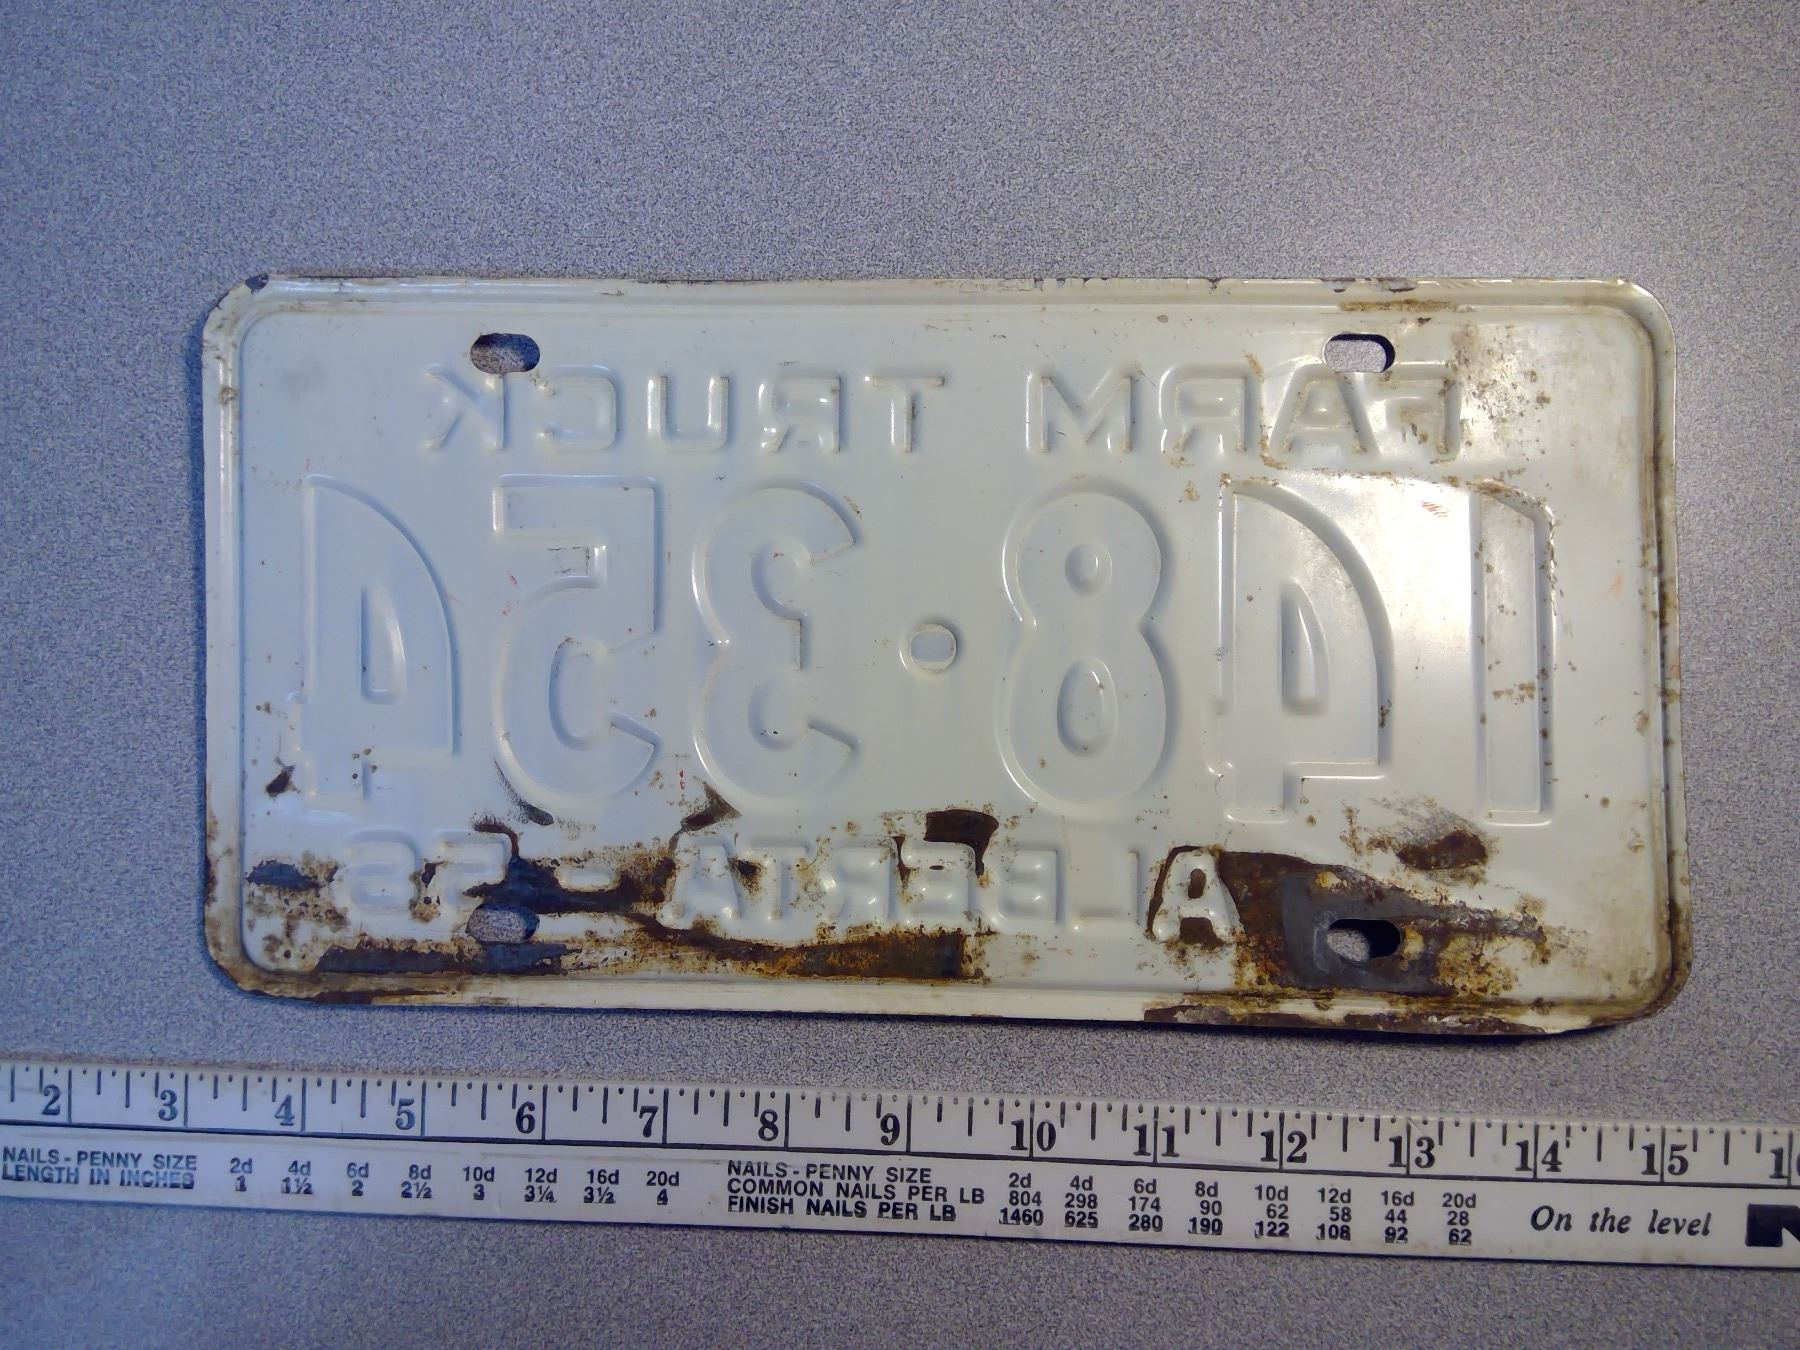 FARM TRUCK
148·354
ALBERTA - 56
2 3 4 5 6 7 8 9 10 11 12 13 14 15
NAILS - PENNY SIZE 2d 4d 6d 8d 10d 12d 16d 20d
LENGTH IN INCHES 1 1½ 2 2½ 3 3¼ 3½ 4
NAILS - PENNY SIZE 2d 4d 6d 8d 10d 12d 16d 20d
COMMON NAILS PER LB 804 298 174 90 62 58 44 28
FINISH NAILS PER LB 1460 625 280 190 122 108 92 62
On the level